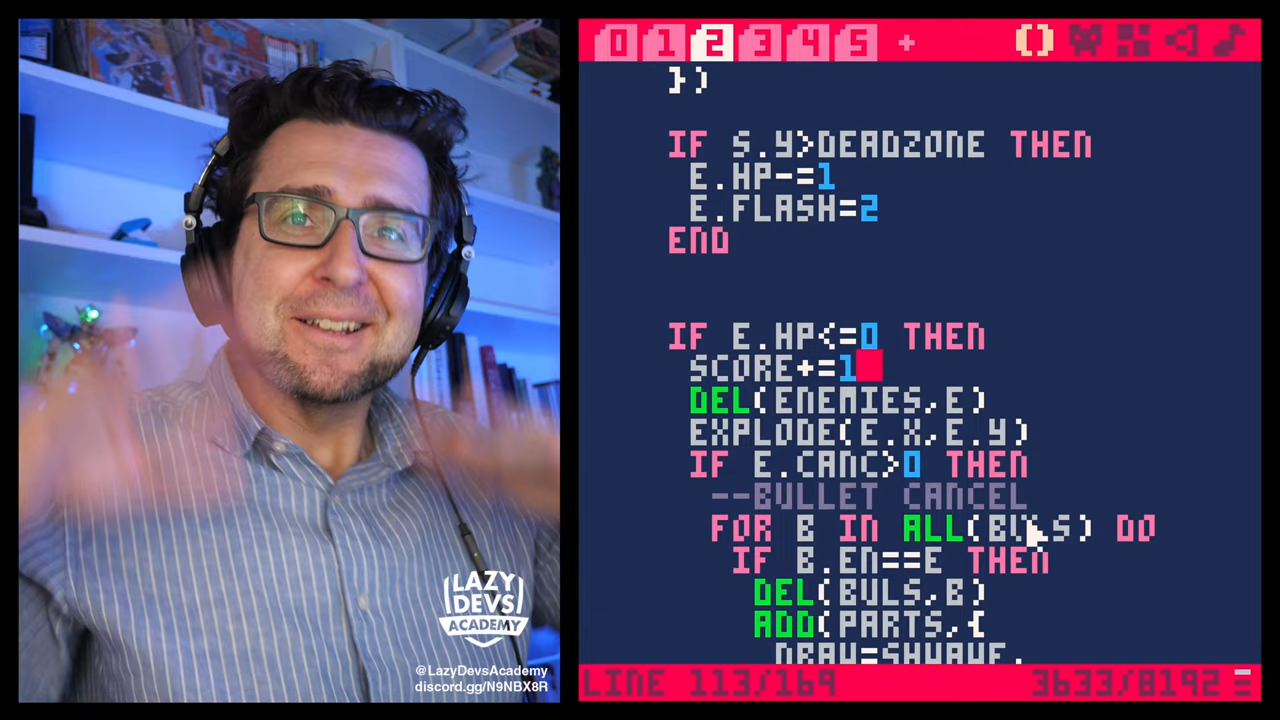 LAZY
DEVS
ACADEMY
@LazyDevsAcademy
discord.gg/N9NBX8R
0 1 2 3 4 5 +
})
IF S.Y>DEADZONE THEN
E.HP-=1
E.FLASH=2
END
IF E.HP<=0 THEN
SCORE+=1
DEL(ENEMIES,E)
EXPLODE(E.X,E.Y)
IF E.CANC>0 THEN
--BULLET CANCEL
FOR B IN ALL(BULS) DO
IF B.EN==E THEN
DEL(BULS,B)
ADD(PARTS,{
DRAW=SHWAVE,
LINE 113/169
3633/8192